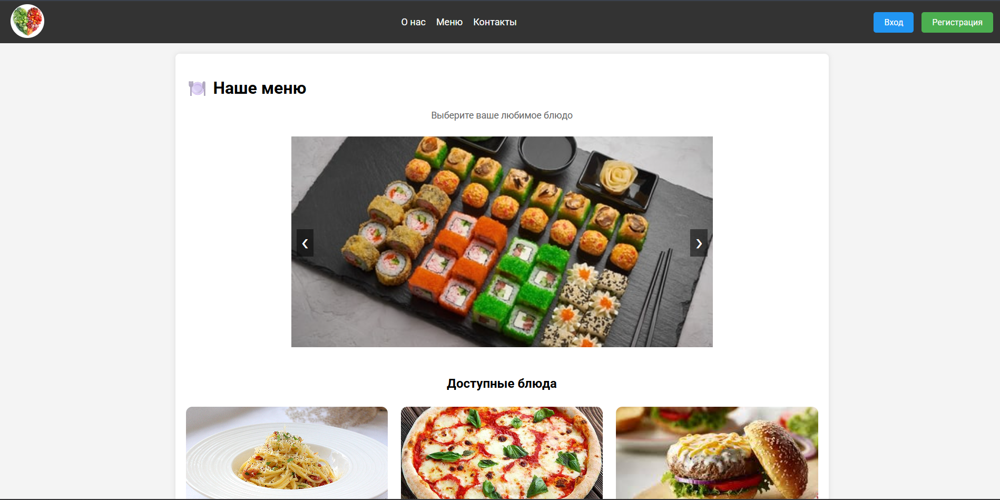 О нас Меню Контакты
Вход
Регистрация
Наше меню
Выберите ваше любимое блюдо
❮
❯
Доступные блюда